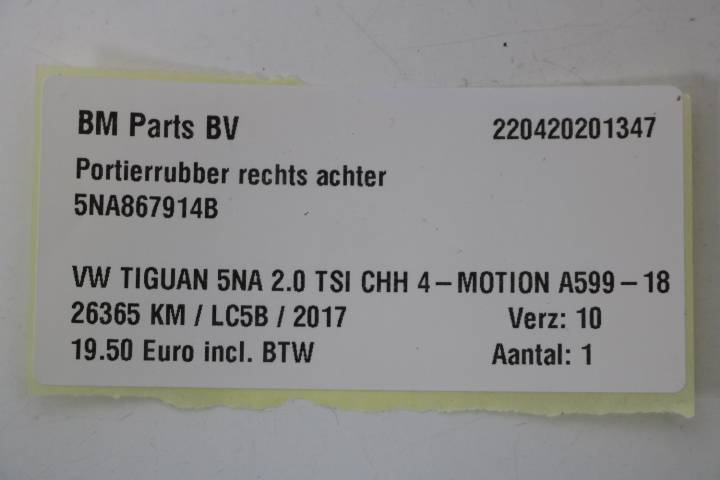 BM Parts BV 220420201347
Portierrubber rechts achter
5NA867914B
VW TIGUAN 5NA 2.0 TSI CHH 4-MOTION A599-18
26365 KM / LC5B / 2017 Verz: 10
19.50 Euro incl. BTW Aantal: 1